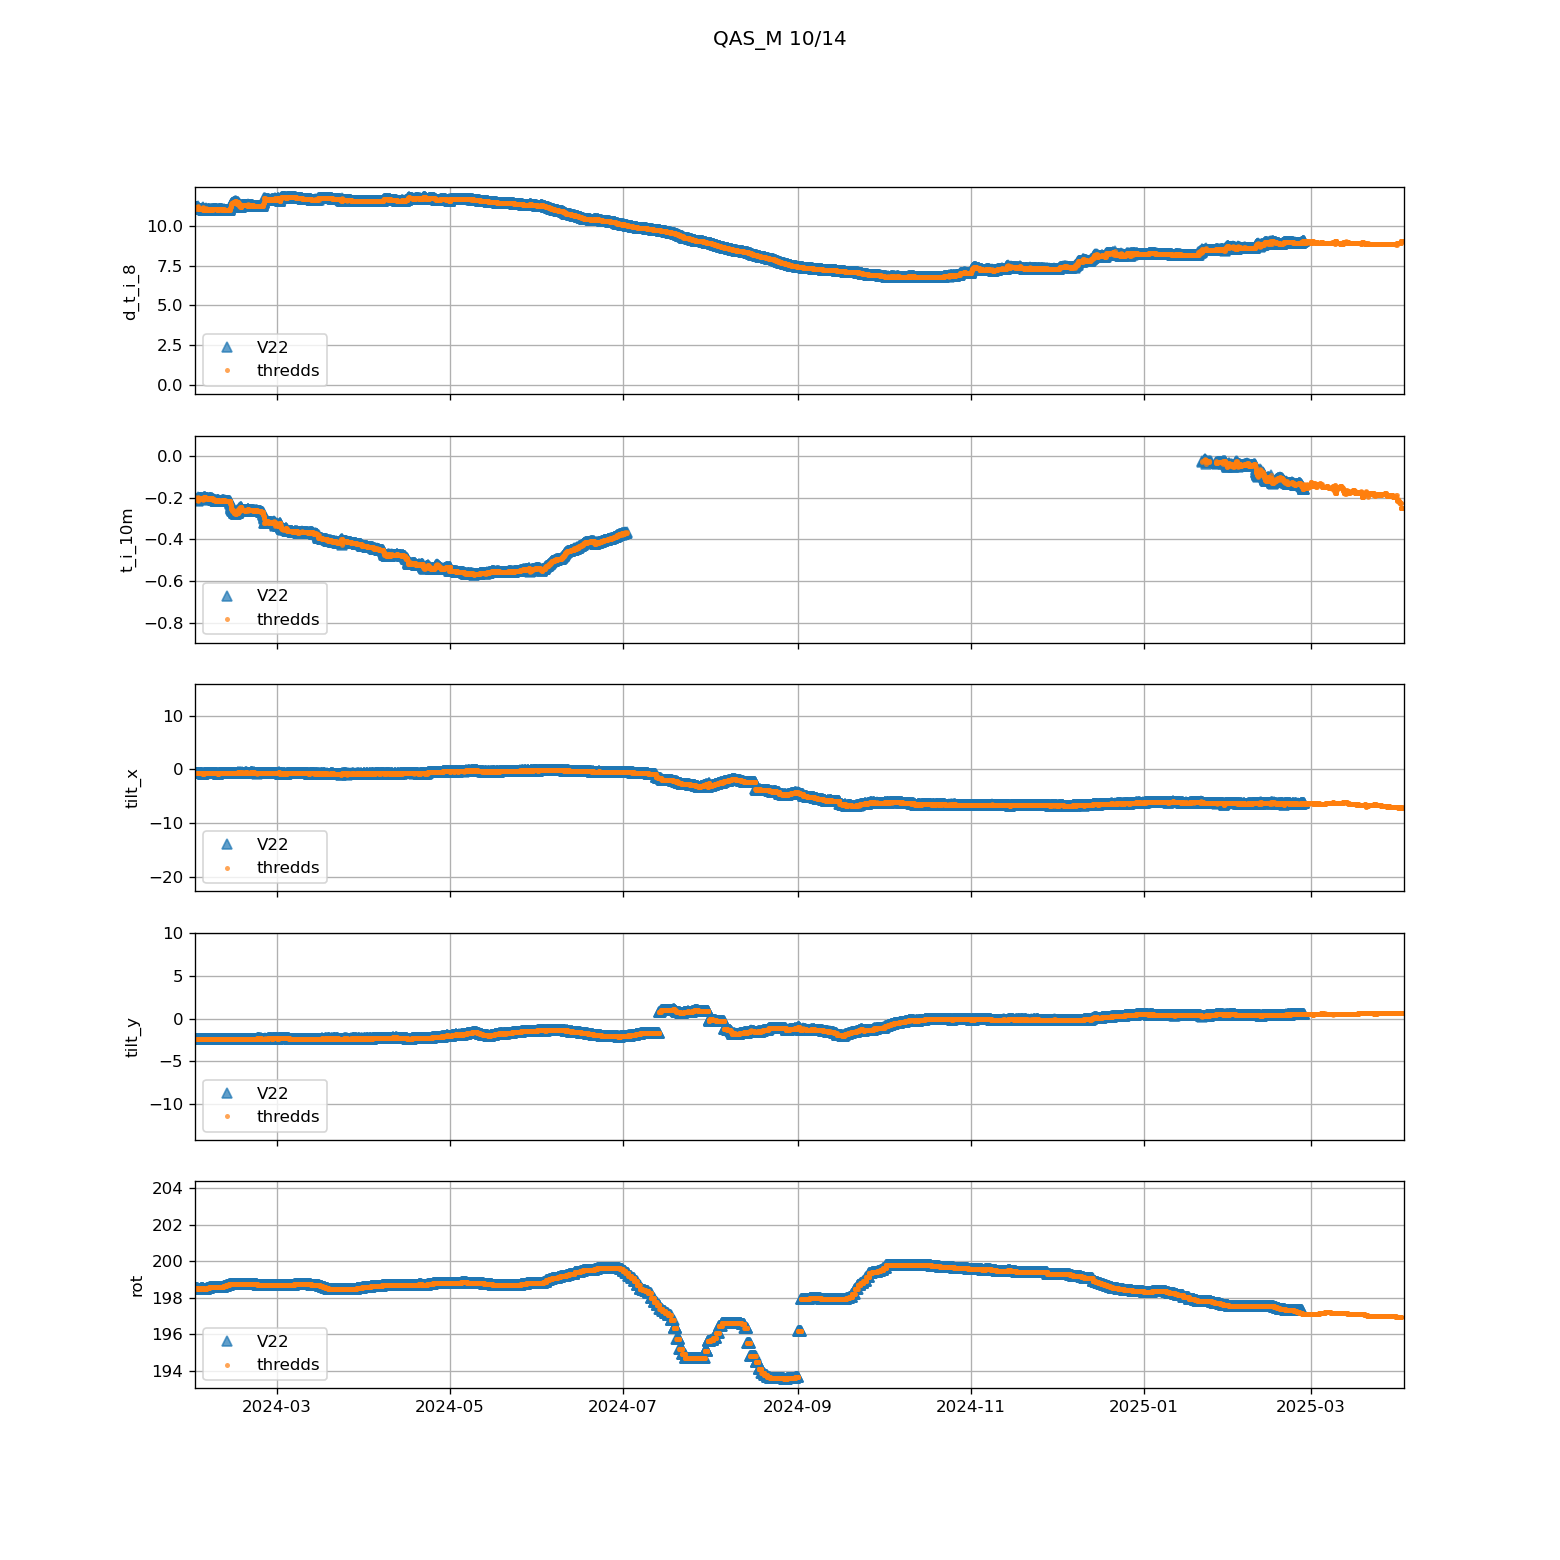 QAS_M 10/14
d_t_i_8
10.0
7.5
5.0
2.5
0.0
V22
thredds
t_i_10m
0.0
−0.2
−0.4
−0.6
−0.8
V22
thredds
tilt_x
10
0
−10
−20
V22
thredds
tilt_y
10
5
0
−5
−10
V22
thredds
rot
204
202
200
198
196
194
V22
thredds
2024-03 2024-05 2024-07 2024-09 2024-11 2025-01 2025-03